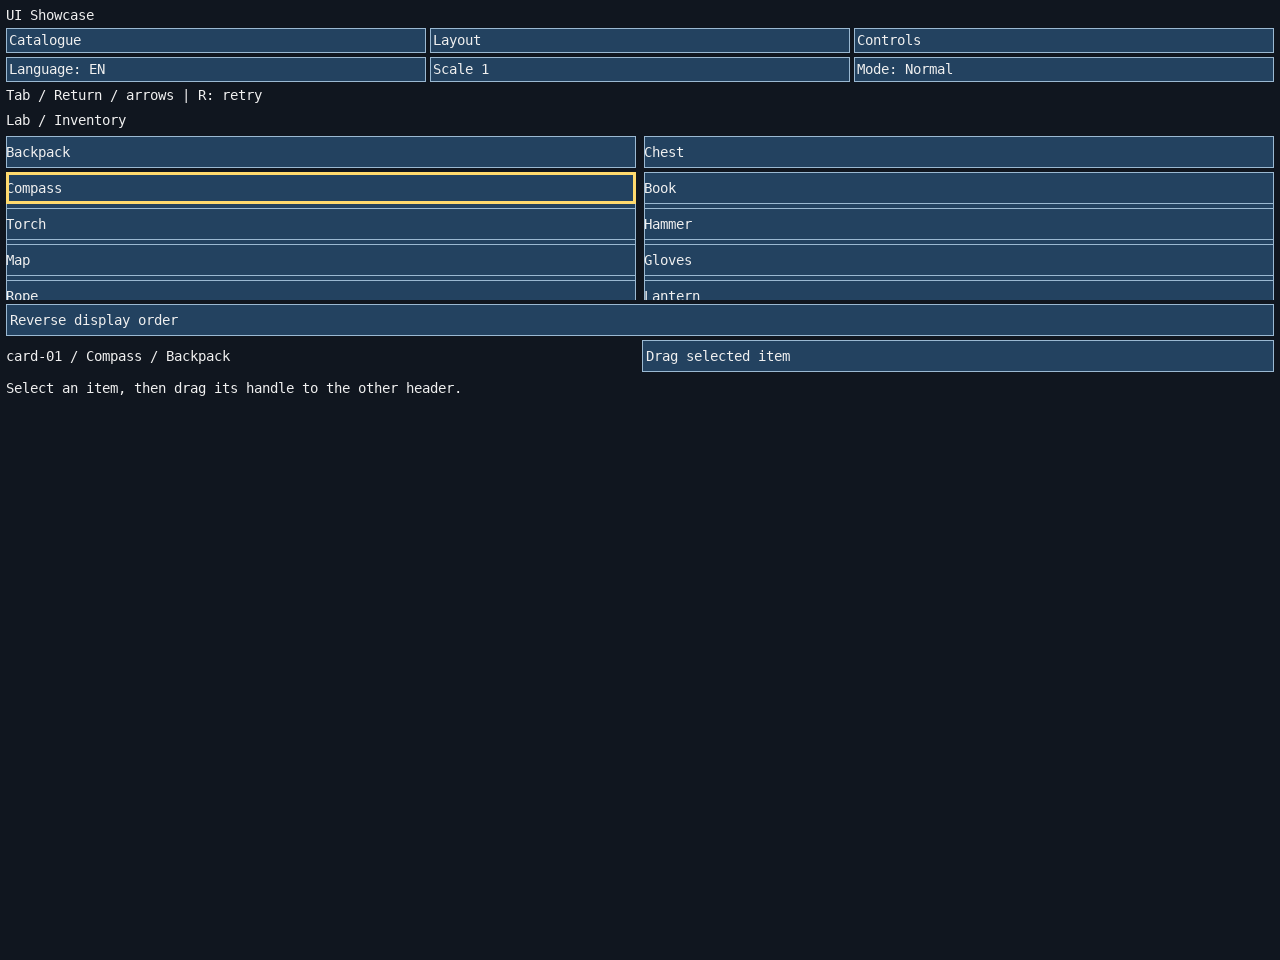 UI Showcase
Catalogue Layout Controls
Language: EN Scale 1 Mode: Normal
Tab / Return / arrows | R: retry
Lab / Inventory
Backpack Chest
Compass Book
Torch Hammer
Map Gloves
Rope Lantern
Reverse display order
card-01 / Compass / Backpack Drag selected item
Select an item, then drag its handle to the other header.